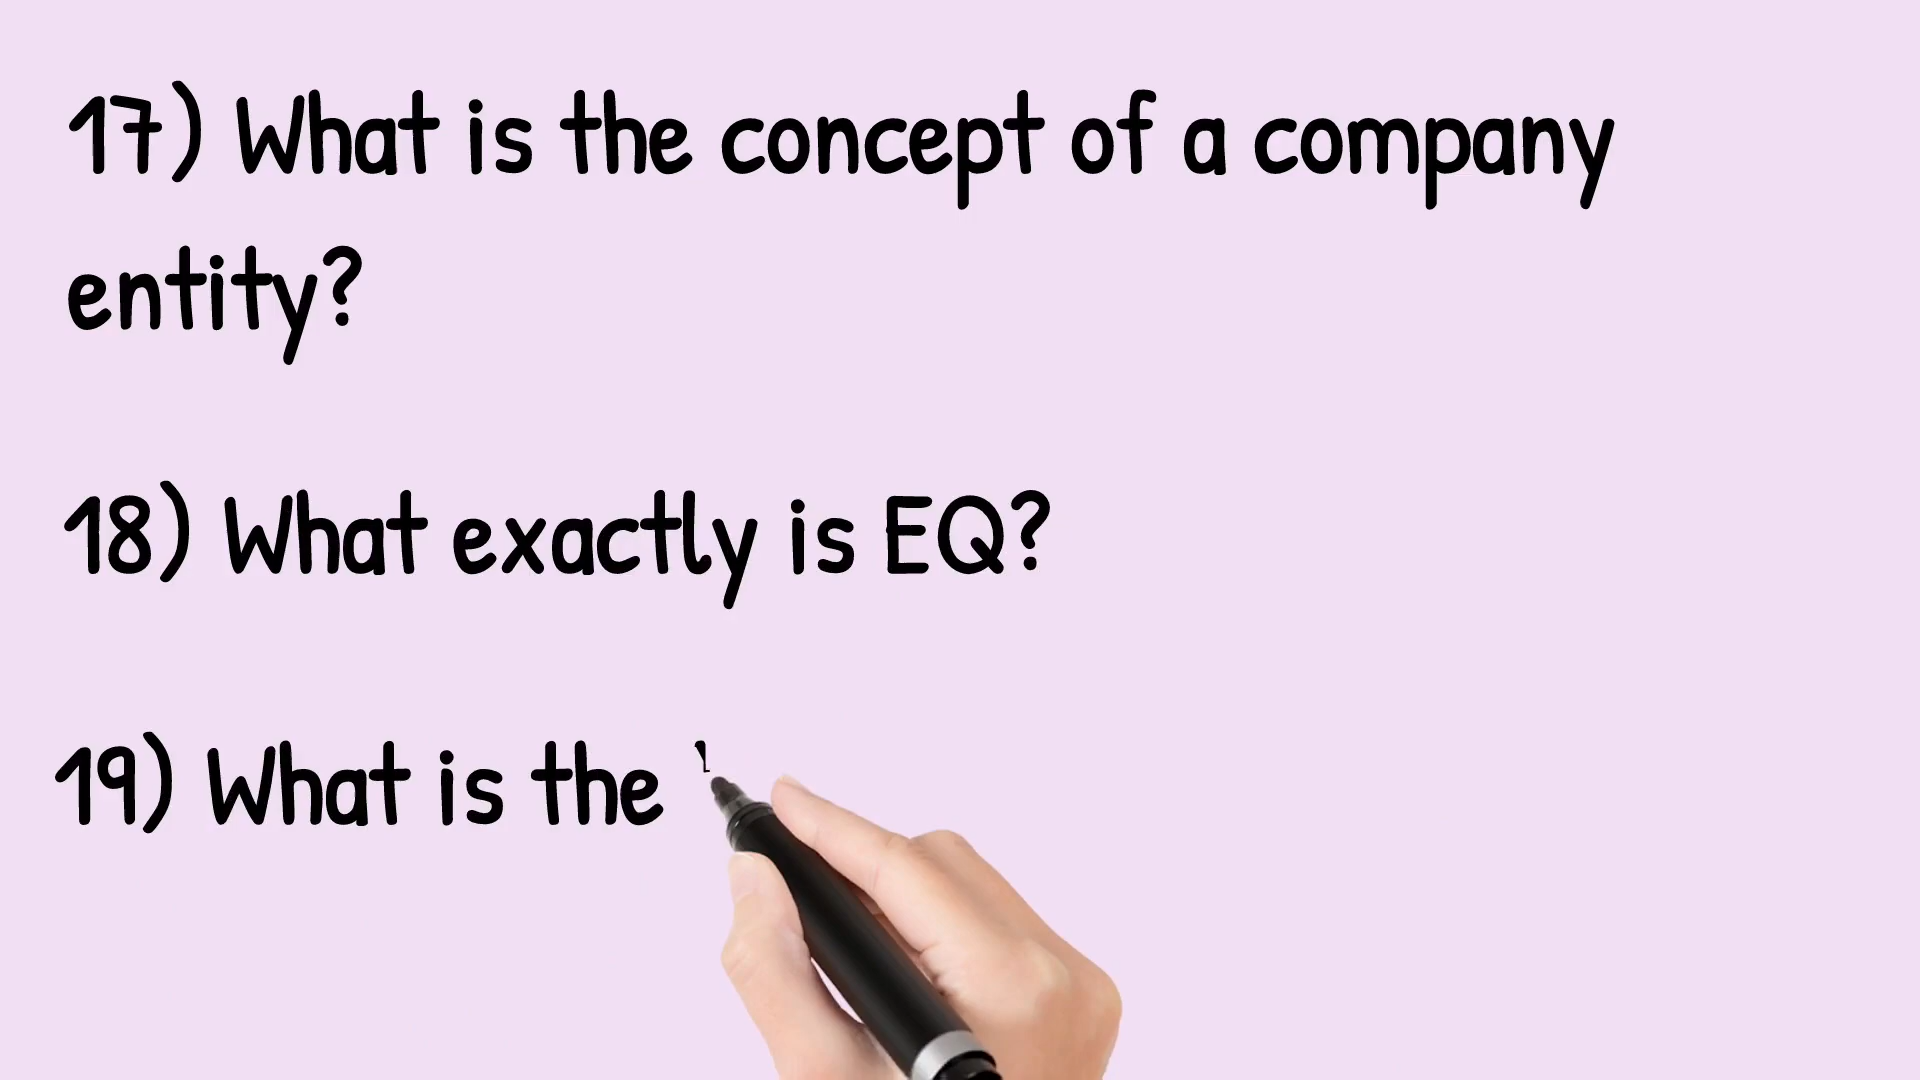 17) What is the concept of a company
entity?
18) What exactly is EQ?
19) What is the